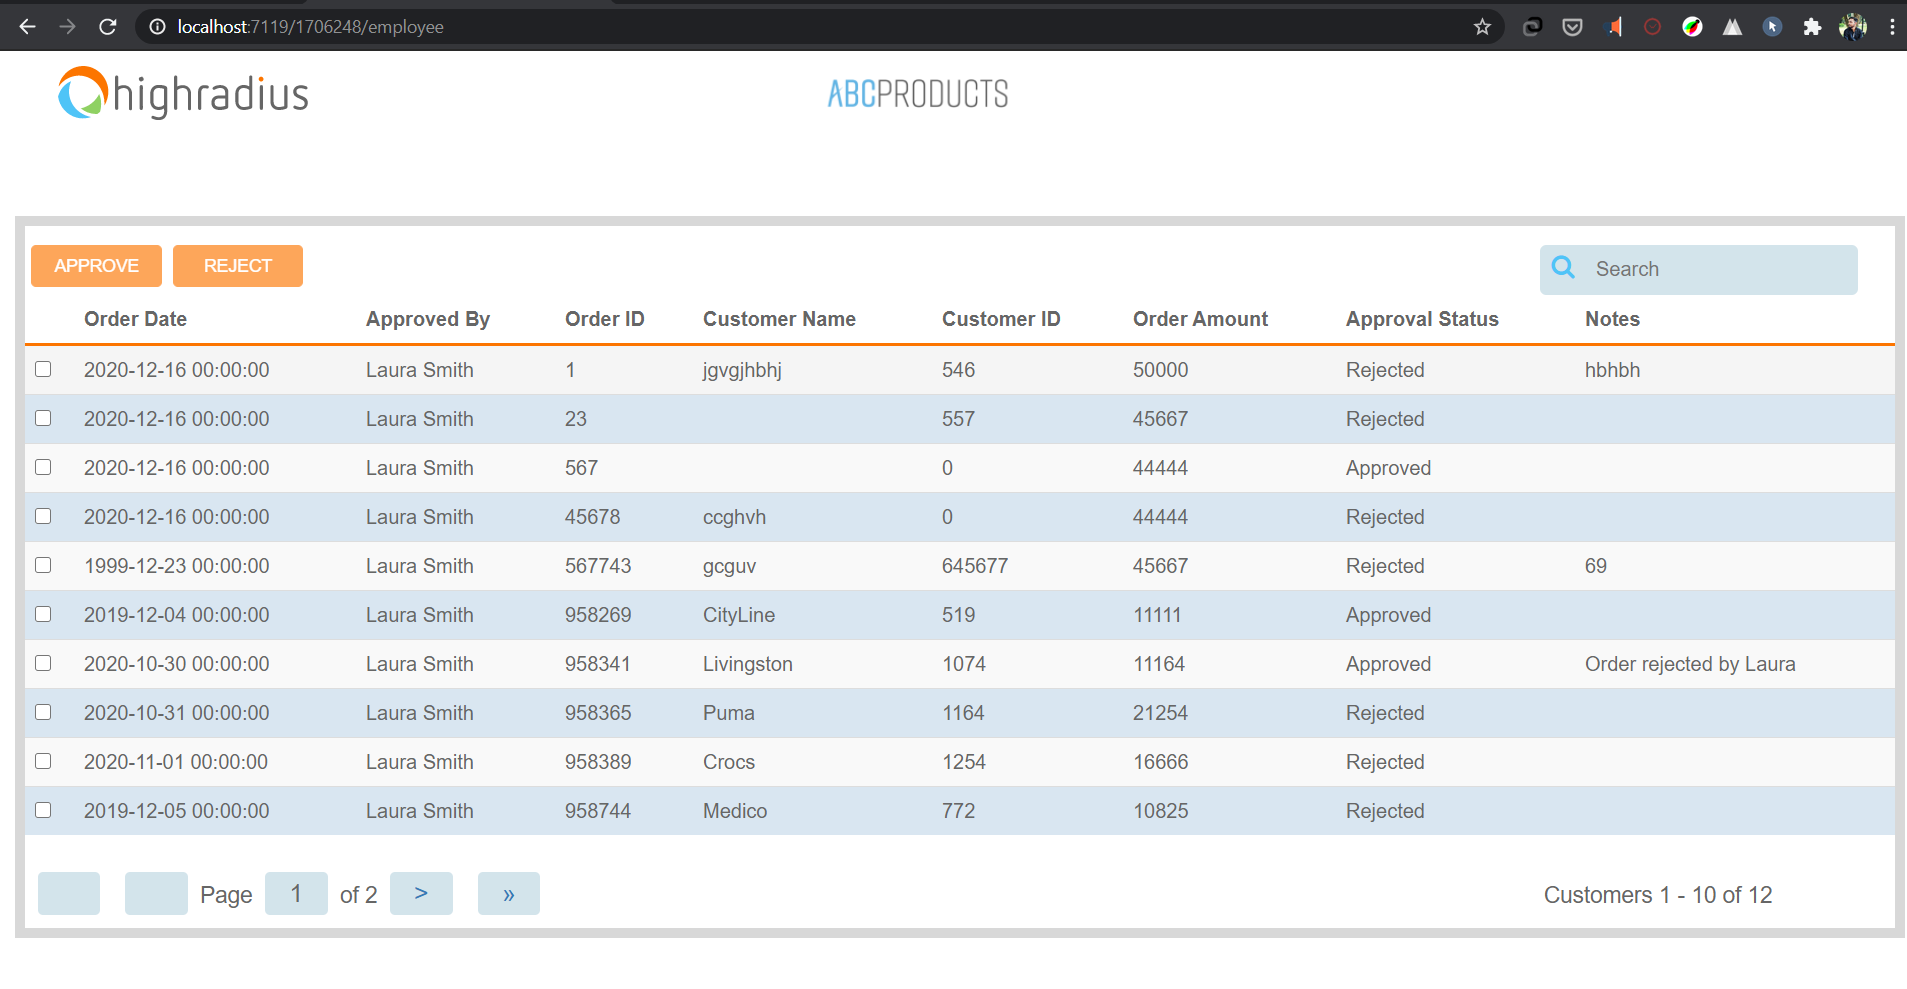 localhost:7119/1706248/employee
highradius
ABCPRODUCTS
APPROVE REJECT Search
Order Date Approved By Order ID Customer Name Customer ID Order Amount Approval Status Notes
2020-12-16 00:00:00 Laura Smith 1 jgvgjhbhj 546 50000 Rejected hbhbh
2020-12-16 00:00:00 Laura Smith 23 557 45667 Rejected
2020-12-16 00:00:00 Laura Smith 567 0 44444 Approved
2020-12-16 00:00:00 Laura Smith 45678 ccghvh 0 44444 Rejected
1999-12-23 00:00:00 Laura Smith 567743 gcguv 645677 45667 Rejected 69
2019-12-04 00:00:00 Laura Smith 958269 CityLine 519 11111 Approved
2020-10-30 00:00:00 Laura Smith 958341 Livingston 1074 11164 Approved Order rejected by Laura
2020-10-31 00:00:00 Laura Smith 958365 Puma 1164 21254 Rejected
2020-11-01 00:00:00 Laura Smith 958389 Crocs 1254 16666 Rejected
2019-12-05 00:00:00 Laura Smith 958744 Medico 772 10825 Rejected
Page 1 of 2 > » Customers 1 - 10 of 12